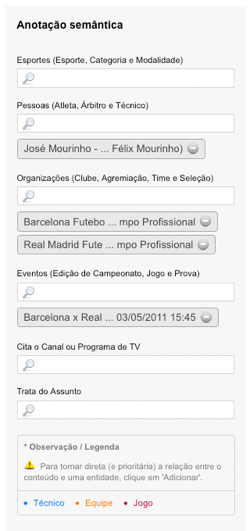 Anotação semântica
Esportes (Esporte, Categoria e Modalidade)
Pessoas (Atleta, Árbitro e Técnico)
José Mourinho - ... Félix Mourinho)
Organizações (Clube, Agremiação, Time e Seleção)
Barcelona Futebo ... mpo Profissional
Real Madrid Fute ... mpo Profissional
Eventos (Edição de Campeonato, Jogo e Prova)
Barcelona x Real ... 03/05/2011 15:45
Cita o Canal ou Programa de TV
Trata do Assunto
* Observação / Legenda
Para tornar direta (e prioritária) a relação entre o
conteúdo e uma entidade, clique em 'Adicionar'.
• Técnico • Equipe • Jogo